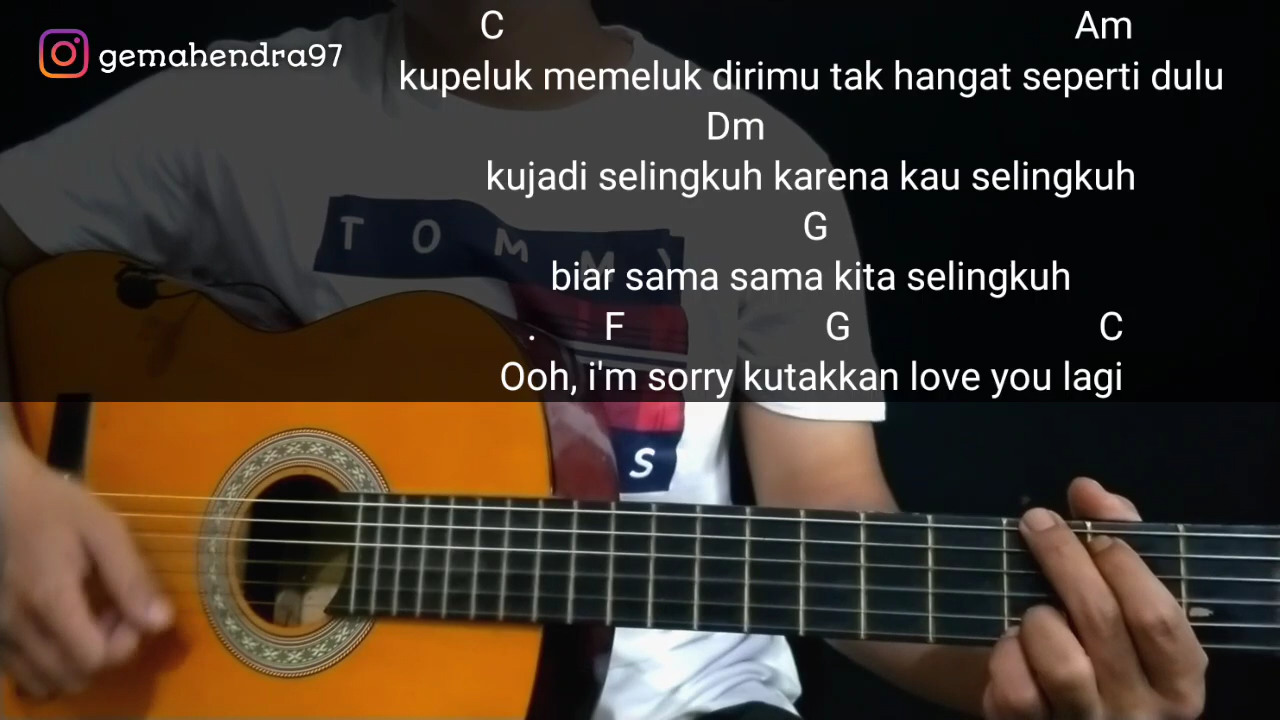 gemahendra97
C Am
kupeluk memeluk dirimu tak hangat seperti dulu
Dm
kujadi selingkuh karena kau selingkuh
G
biar sama sama kita selingkuh
. F G C
Ooh, i'm sorry kutakkan love you lagi
TOMMY
S